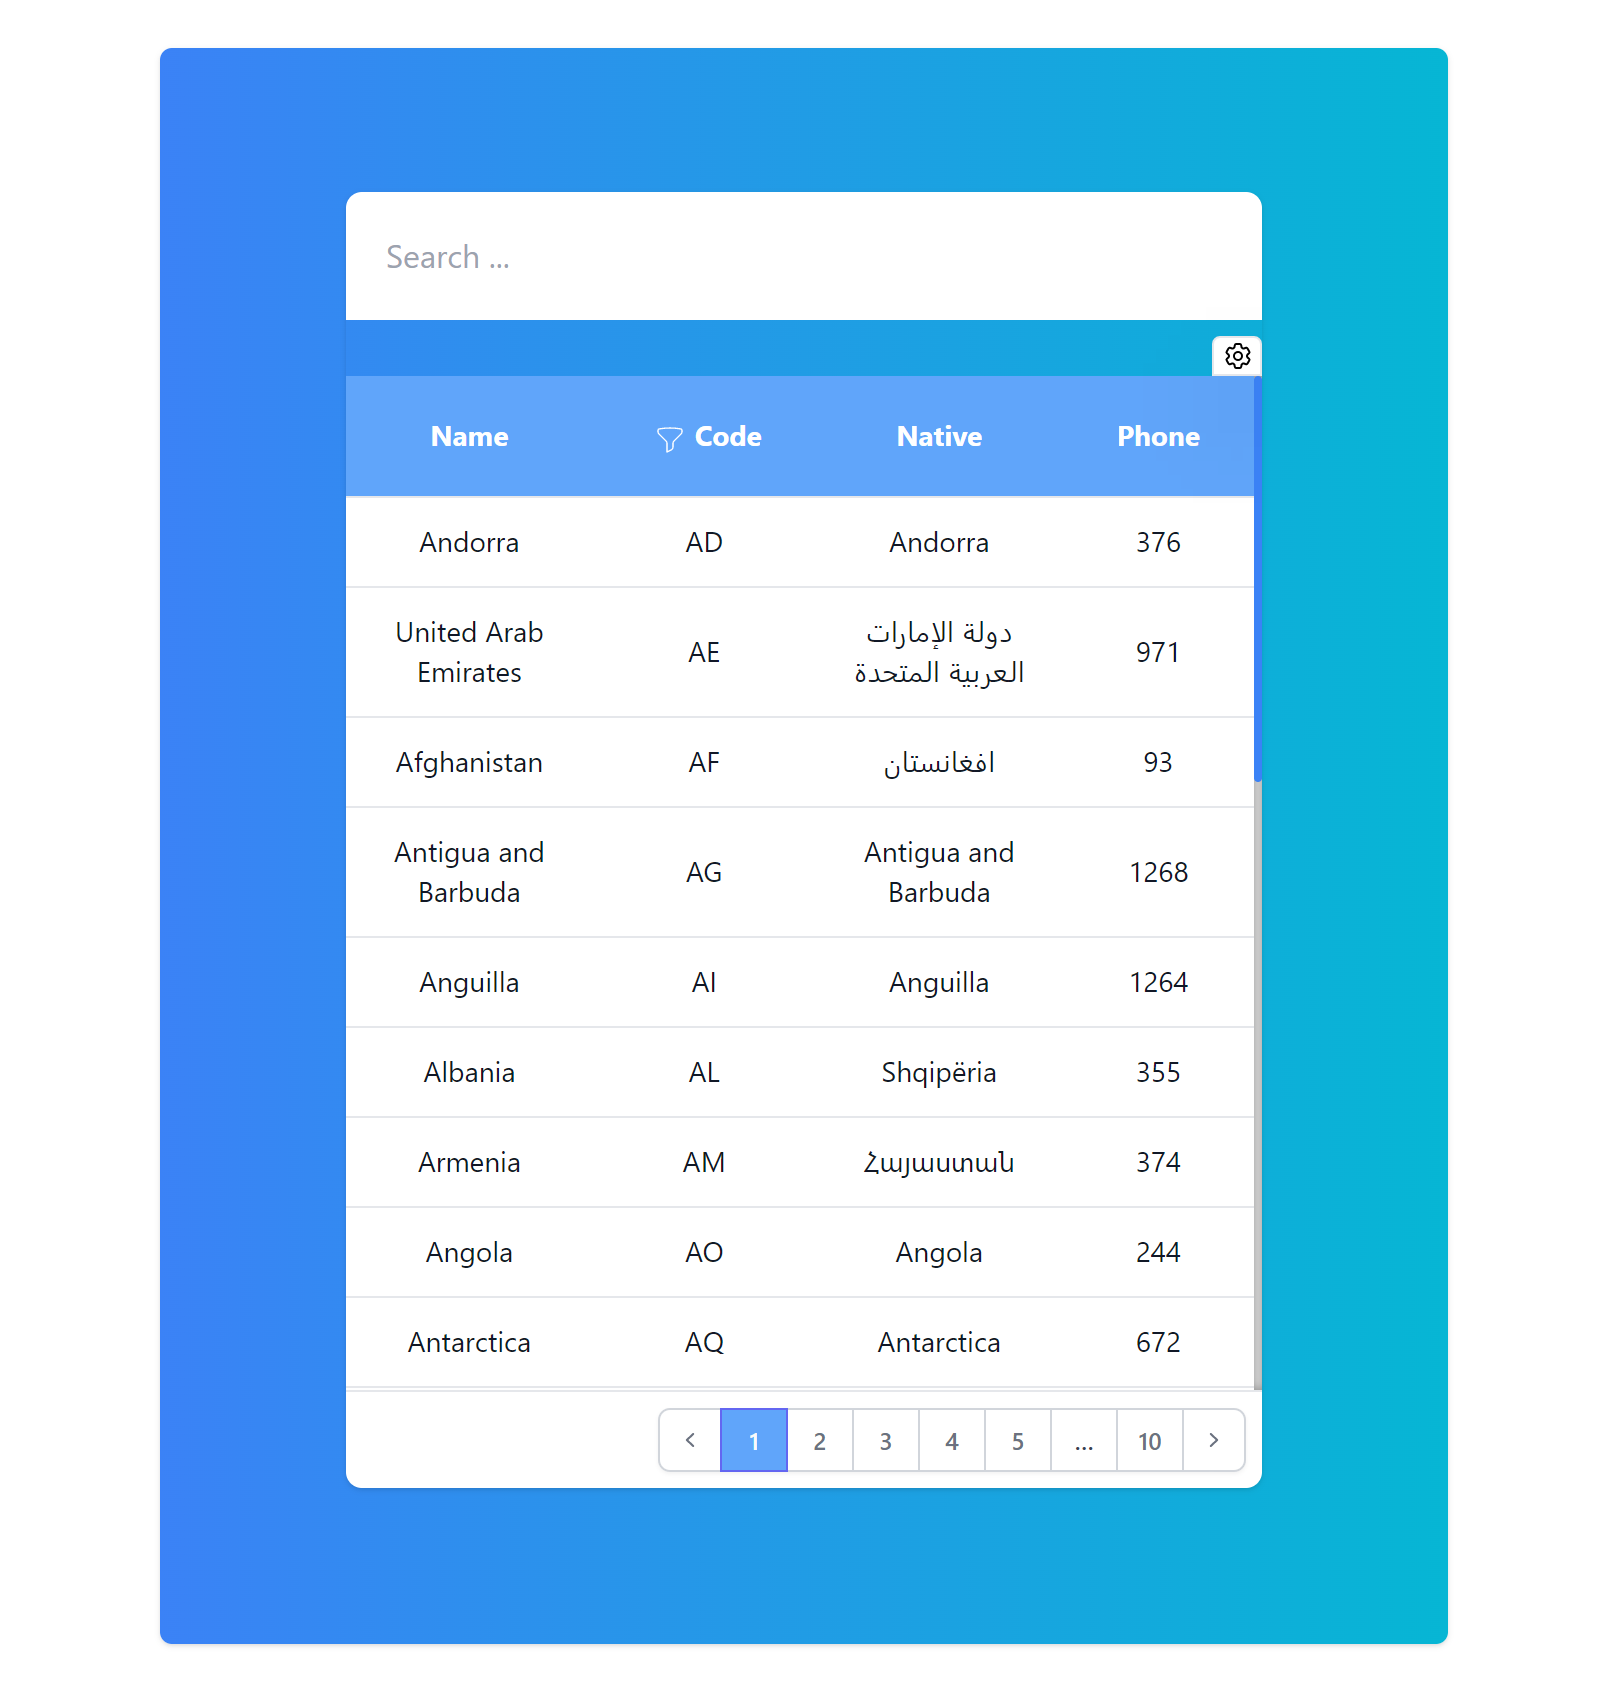 Search ...
Name Code Native Phone
Andorra AD Andorra 376
United Arab
Emirates AE دولة الإمارات
العربية المتحدة 971
Afghanistan AF افغانستان 93
Antigua and
Barbuda AG Antigua and
Barbuda 1268
Anguilla AI Anguilla 1264
Albania AL Shqipëria 355
Armenia AM Հայաստան 374
Angola AO Angola 244
Antarctica AQ Antarctica 672
1 2 3 4 5 ... 10